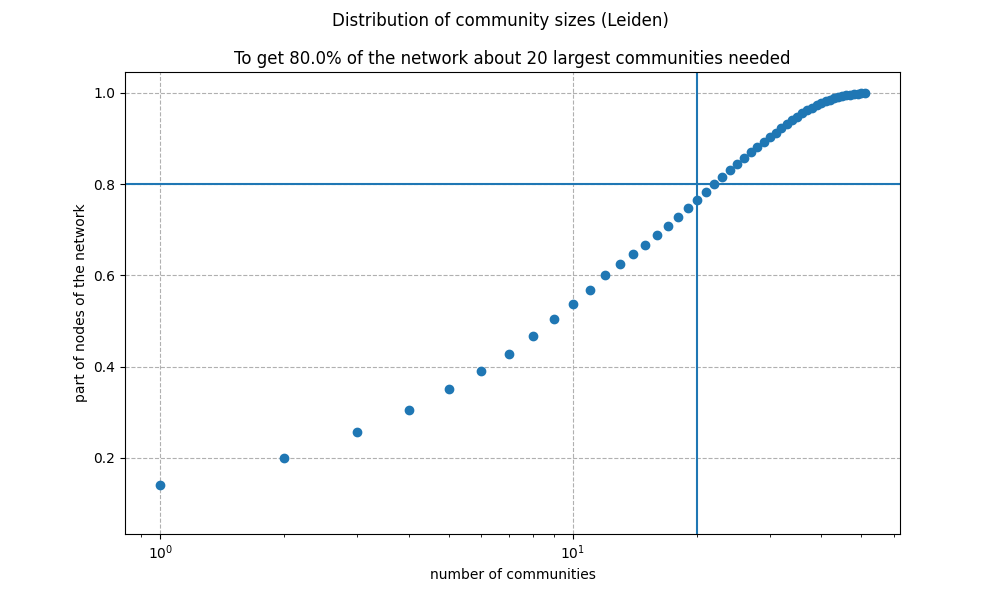 Distribution of community sizes (Leiden)
To get 80.0% of the network about 20 largest communities needed
part of nodes of the network
1.0
0.8
0.6
0.4
0.2
10⁰
10¹
number of communities